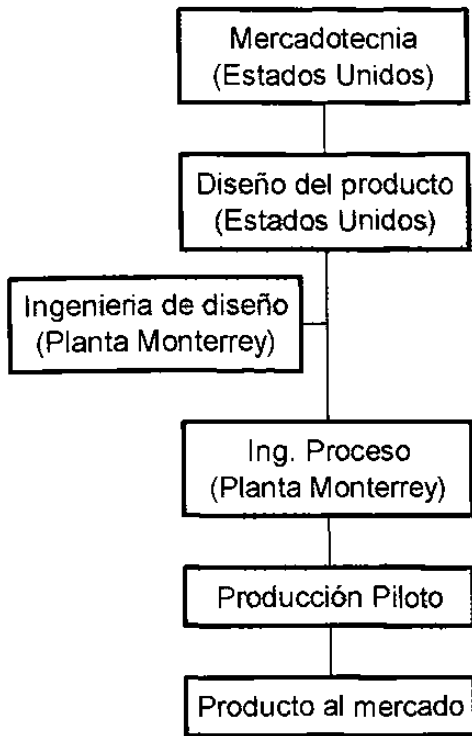 Mercadotecnia
(Estados Unidos)
Diseño del producto
(Estados Unidos)
Ingenieria de diseño
(Planta Monterrey)
Ing. Proceso
(Planta Monterrey)
Producción Piloto
Producto al mercado